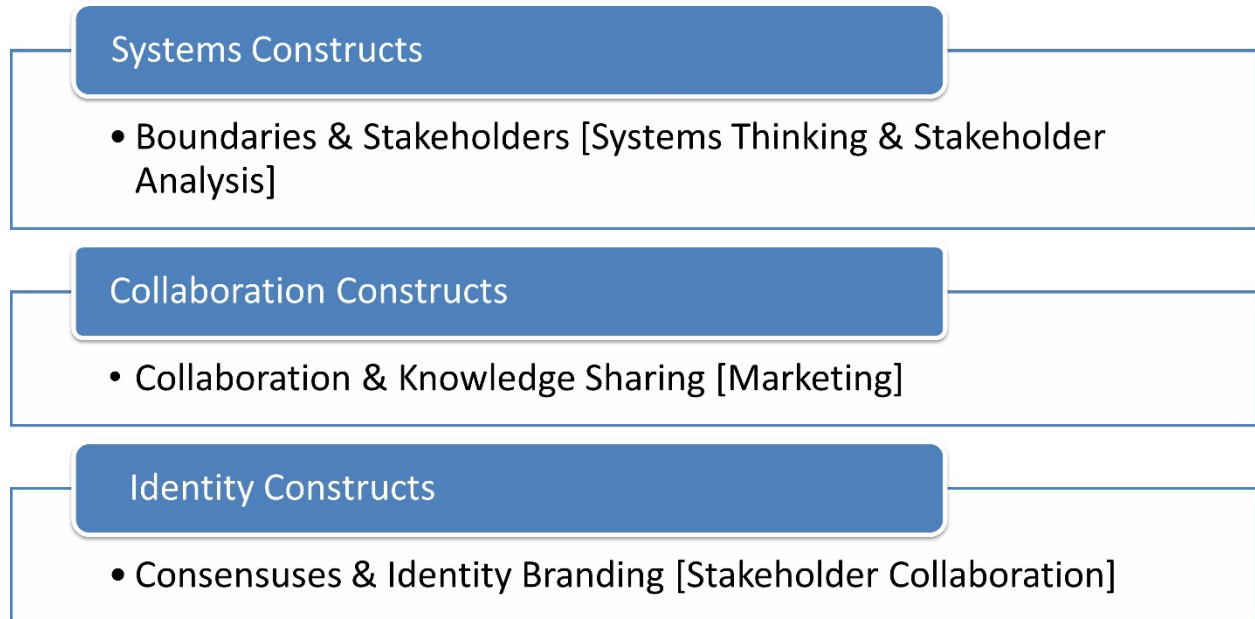 Systems Constructs
• Boundaries & Stakeholders [Systems Thinking & Stakeholder
Analysis]
Collaboration Constructs
• Collaboration & Knowledge Sharing [Marketing]
Identity Constructs
• Consensuses & Identity Branding [Stakeholder Collaboration]